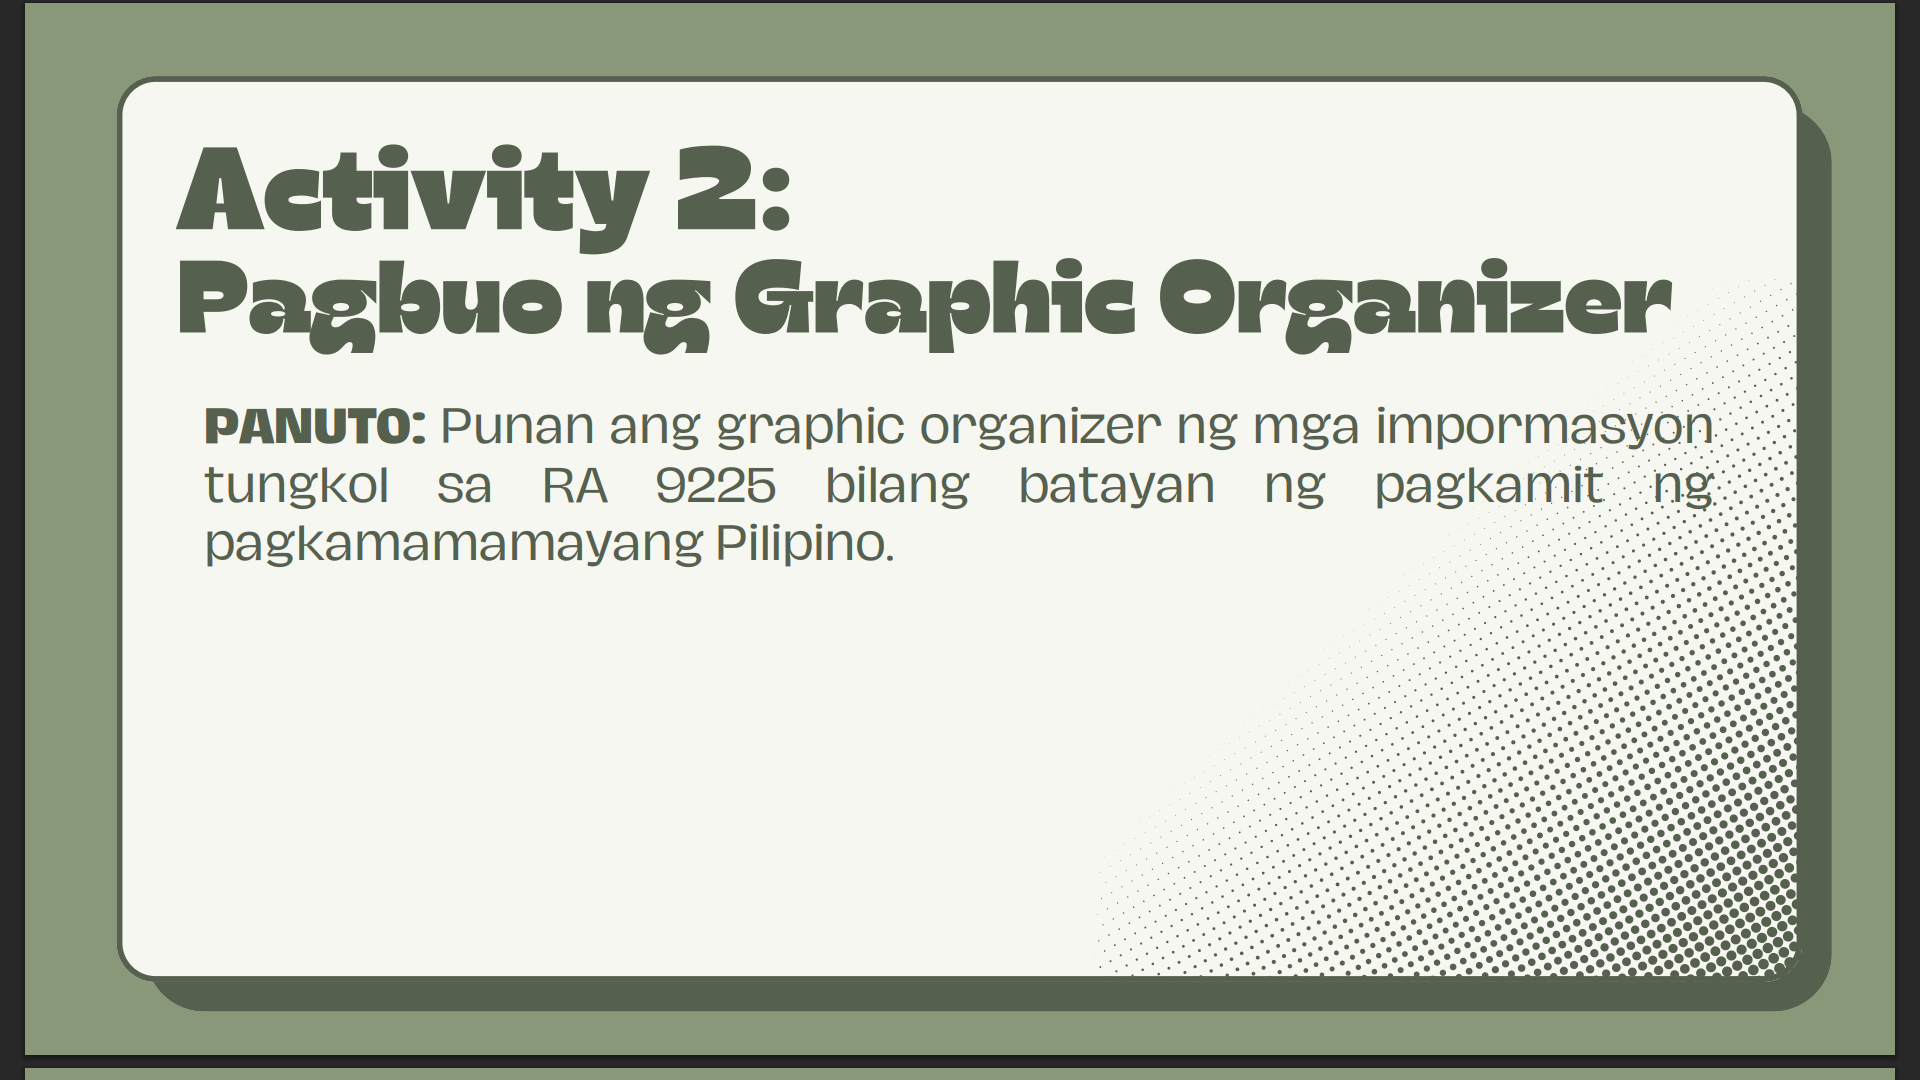 Activity 2:
Pagbuo ng Graphic Organizer
PANUTO: Punan ang graphic organizer ng mga impormasyon
tungkol sa RA 9225 bilang batayan ng pagkamit ng
pagkamamamayang Pilipino.